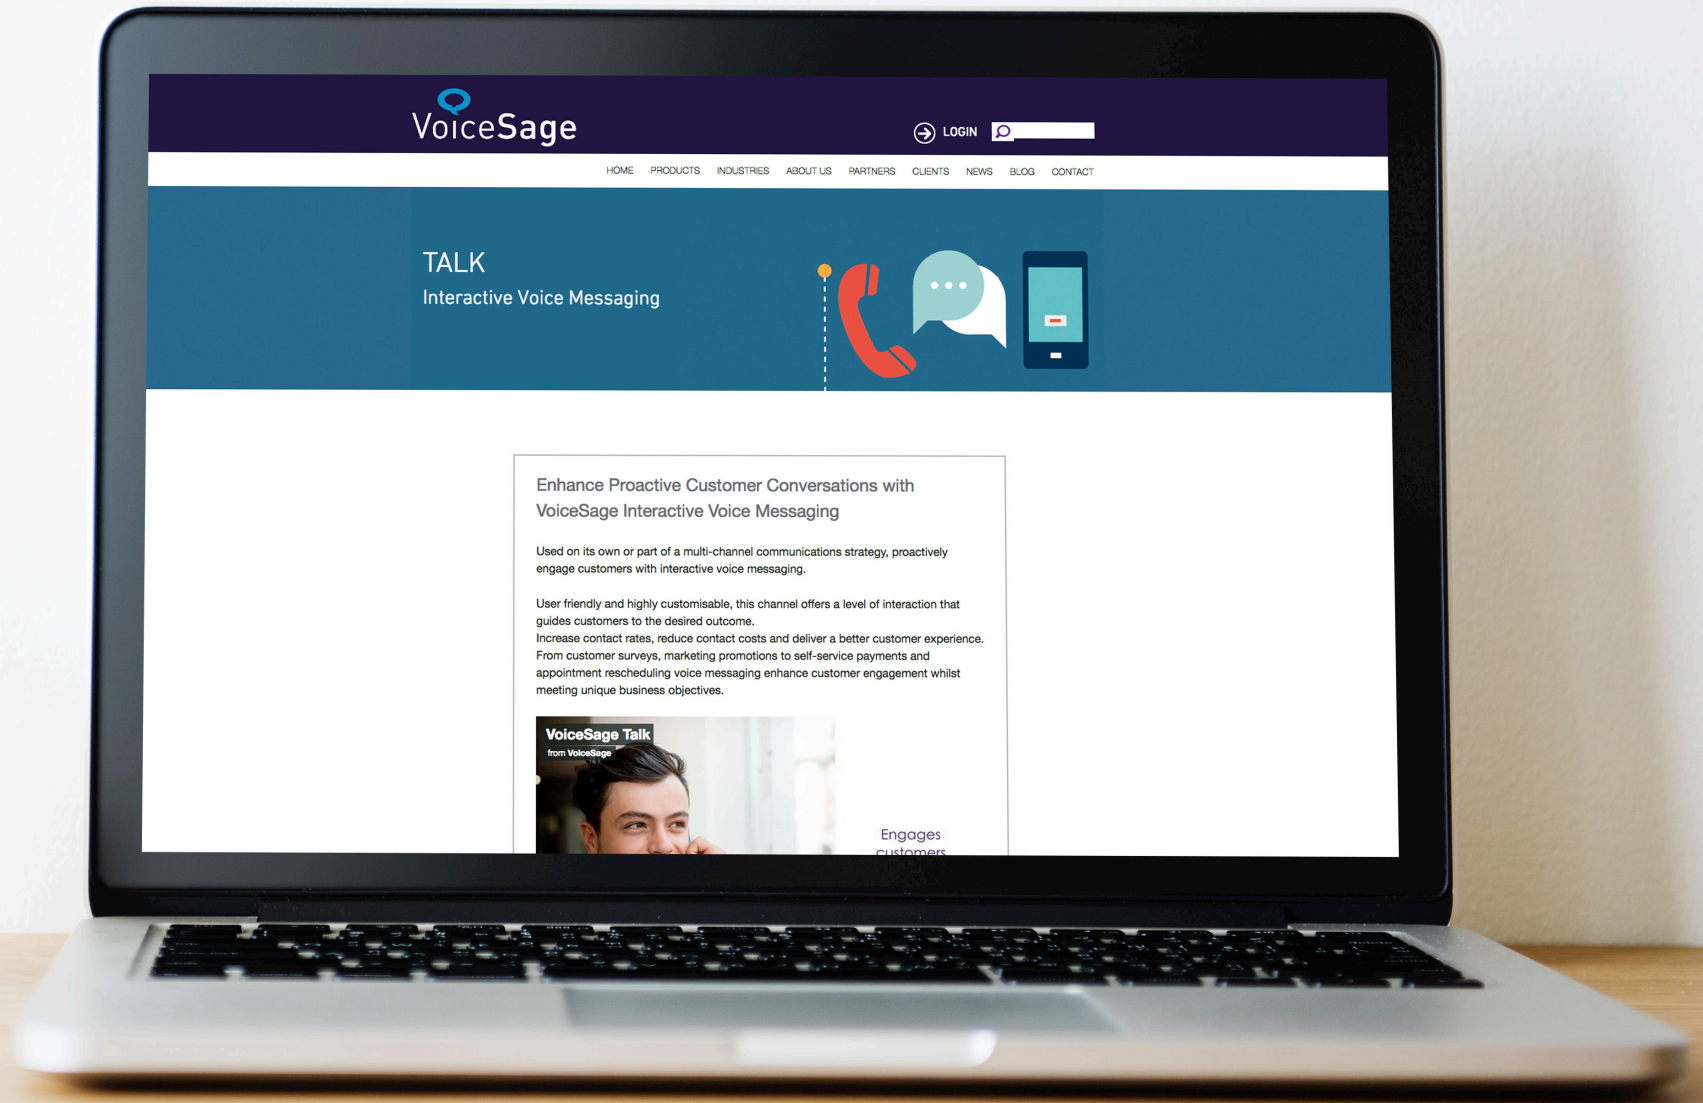 VoiceSage
LOGIN
HOME PRODUCTS INDUSTRIES ABOUT US PARTNERS CLIENTS NEWS BLOG CONTACT
TALK
Interactive Voice Messaging
Enhance Proactive Customer Conversations with
VoiceSage Interactive Voice Messaging
Used on its own or part of a multi-channel communications strategy, proactively
engage customers with interactive voice messaging.
User friendly and highly customisable, this channel offers a level of interaction that
guides customers to the desired outcome.
Increase contact rates, reduce contact costs and deliver a better customer experience.
From customer surveys, marketing promotions to self-service payments and
appointment rescheduling voice messaging enhance customer engagement whilst
meeting unique business objectives.
VoiceSage Talk
from VoiceSage
Engages
customers